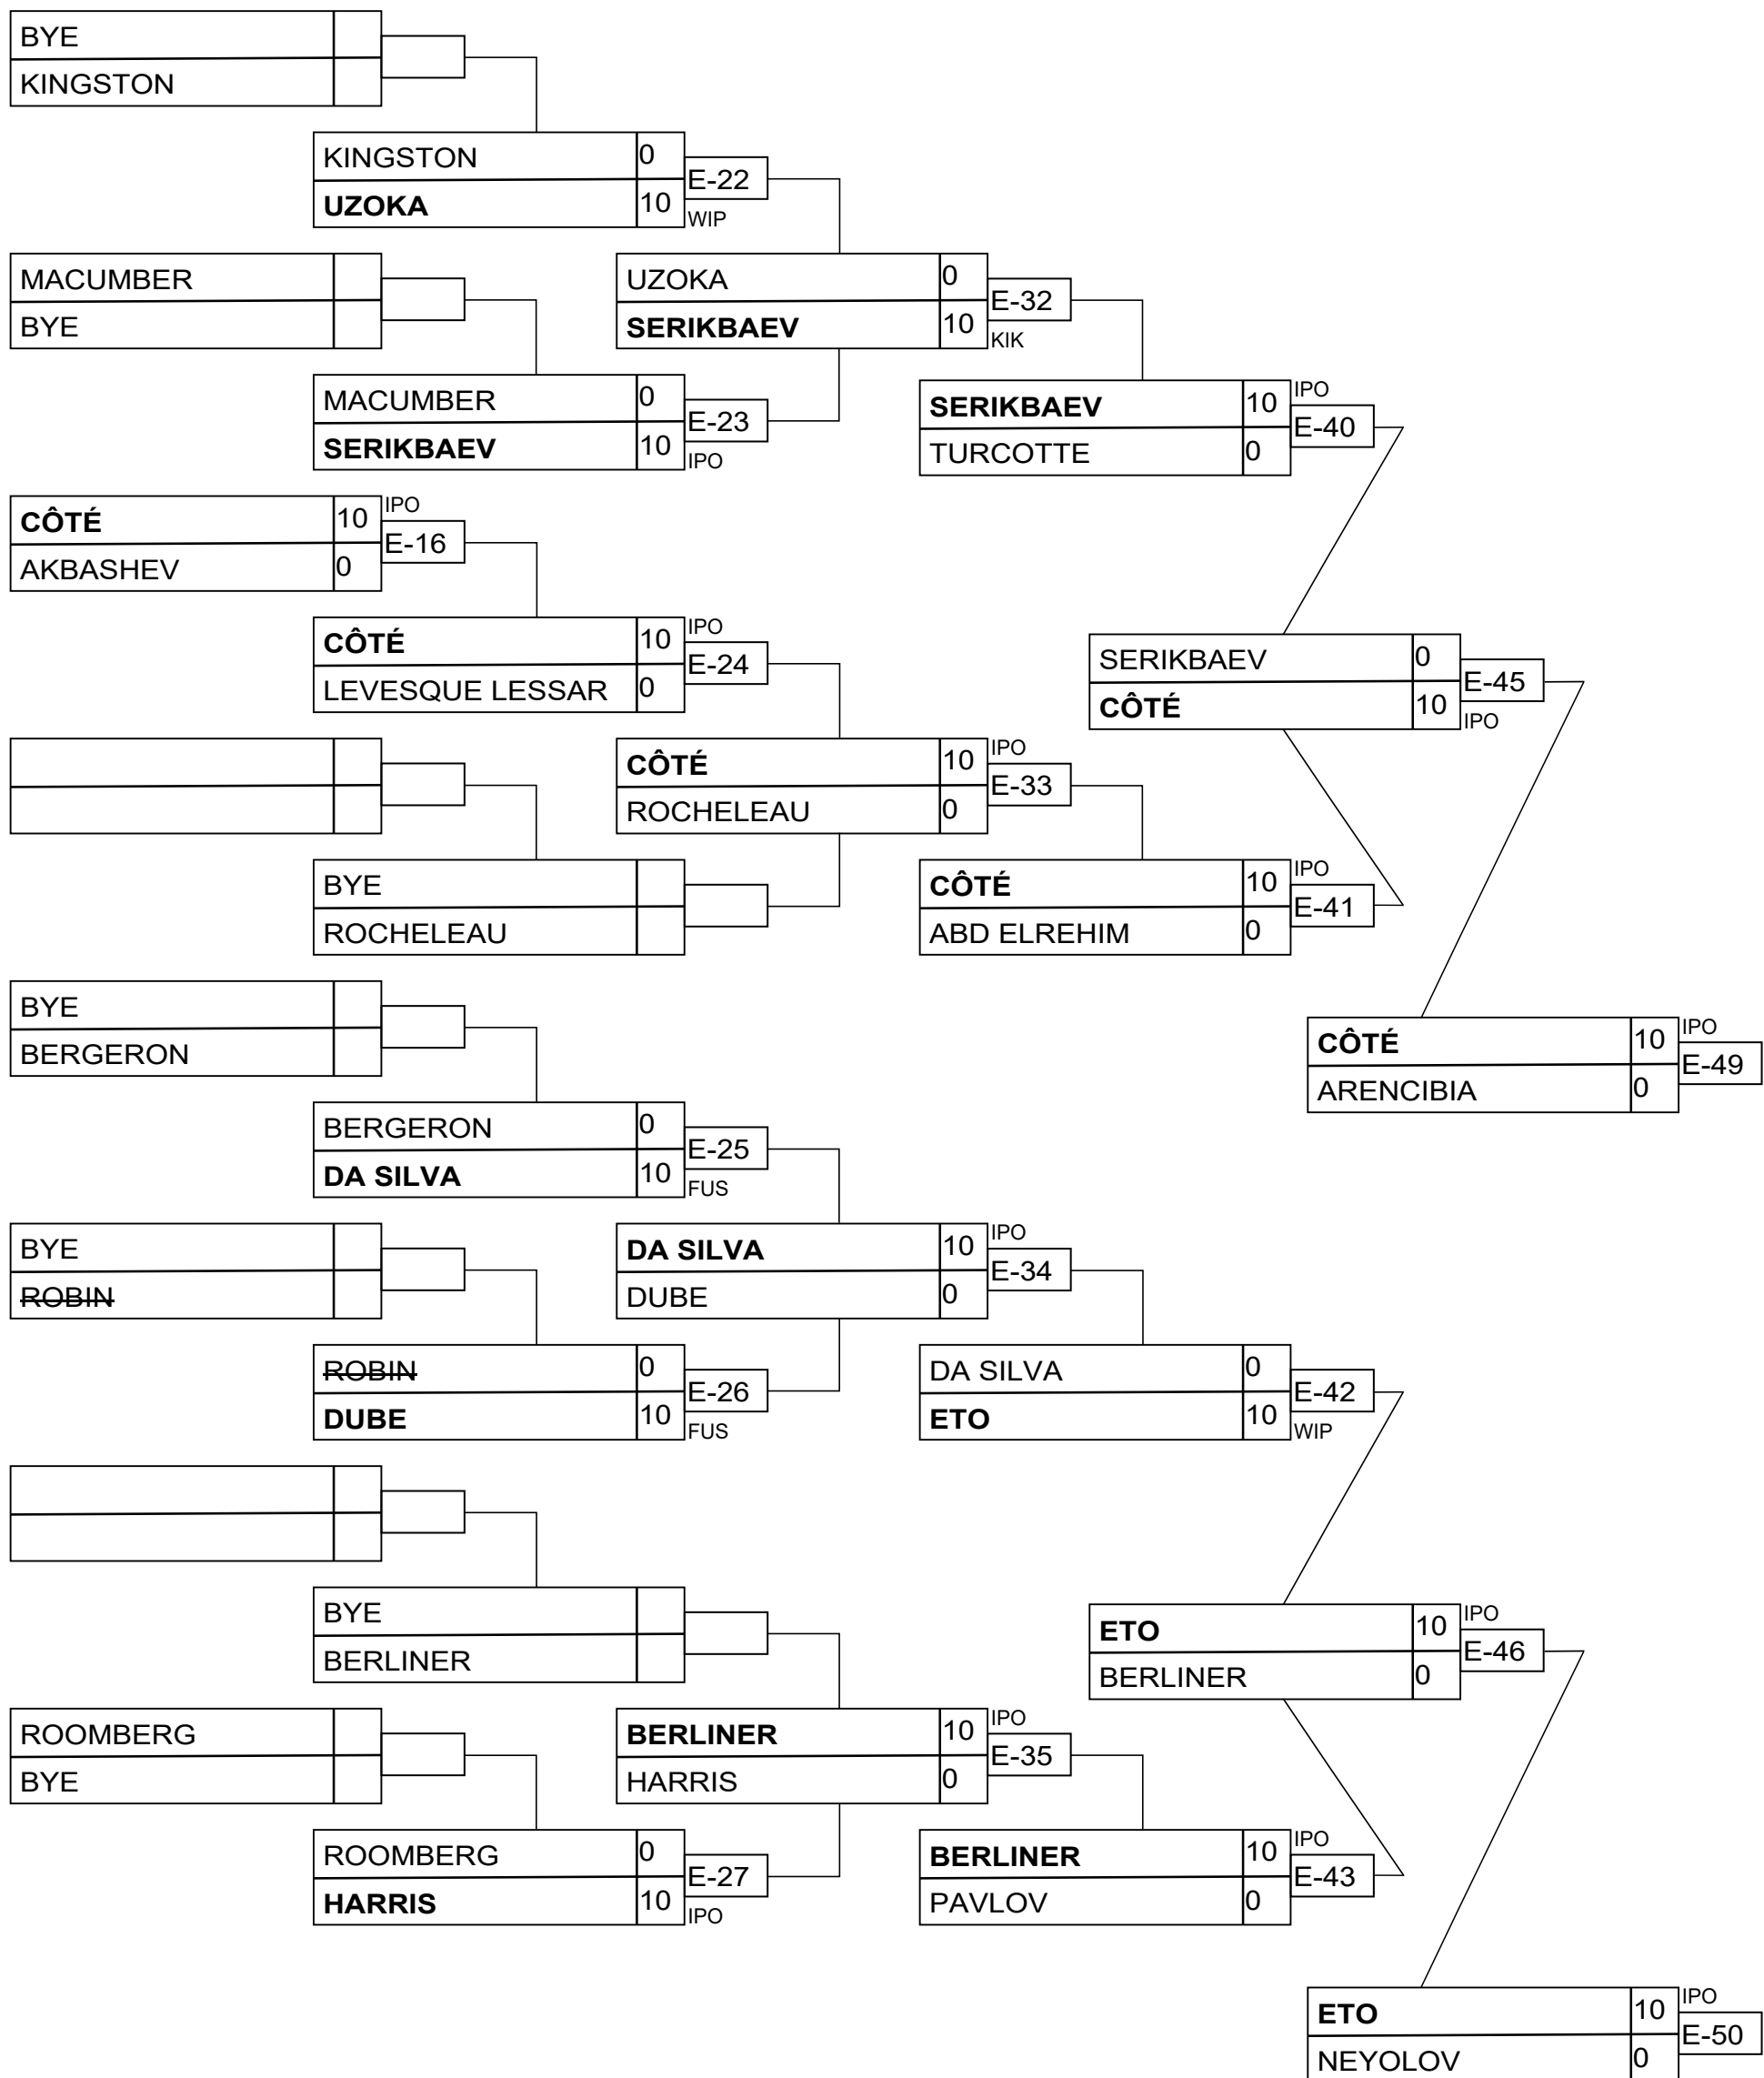 BYE
KINGSTON
KINGSTON 0
E-22
UZOKA 10
WIP
MACUMBER
BYE
UZOKA 0
E-32
SERIKBAEV 10
KIK
MACUMBER 0
E-23
SERIKBAEV 10
IPO
IPO
SERIKBAEV 10
E-40
TURCOTTE 0
IPO
CÔTÉ 10
E-16
AKBASHEV 0
IPO
CÔTÉ 10
E-24
LEVESQUE LESSAR 0
SERIKBAEV 0
E-45
CÔTÉ 10
IPO
IPO
CÔTÉ 10
E-33
ROCHELEAU 0
BYE
ROCHELEAU
IPO
CÔTÉ 10
E-41
ABD ELREHIM 0
BYE
BERGERON
IPO
CÔTÉ 10
E-49
ARENCIBIA 0
BERGERON 0
E-25
DA SILVA 10
FUS
BYE
ROBIN
IPO
DA SILVA 10
E-34
DUBE 0
ROBIN 0
E-26
DUBE 10
FUS
DA SILVA 0
E-42
ETO 10
WIP
BYE
BERLINER
IPO
ETO 10
E-46
BERLINER 0
ROOMBERG
BYE
IPO
BERLINER 10
E-35
HARRIS 0
ROOMBERG 0
E-27
HARRIS 10
IPO
IPO
BERLINER 10
E-43
PAVLOV 0
IPO
ETO 10
E-50
NEYOLOV 0